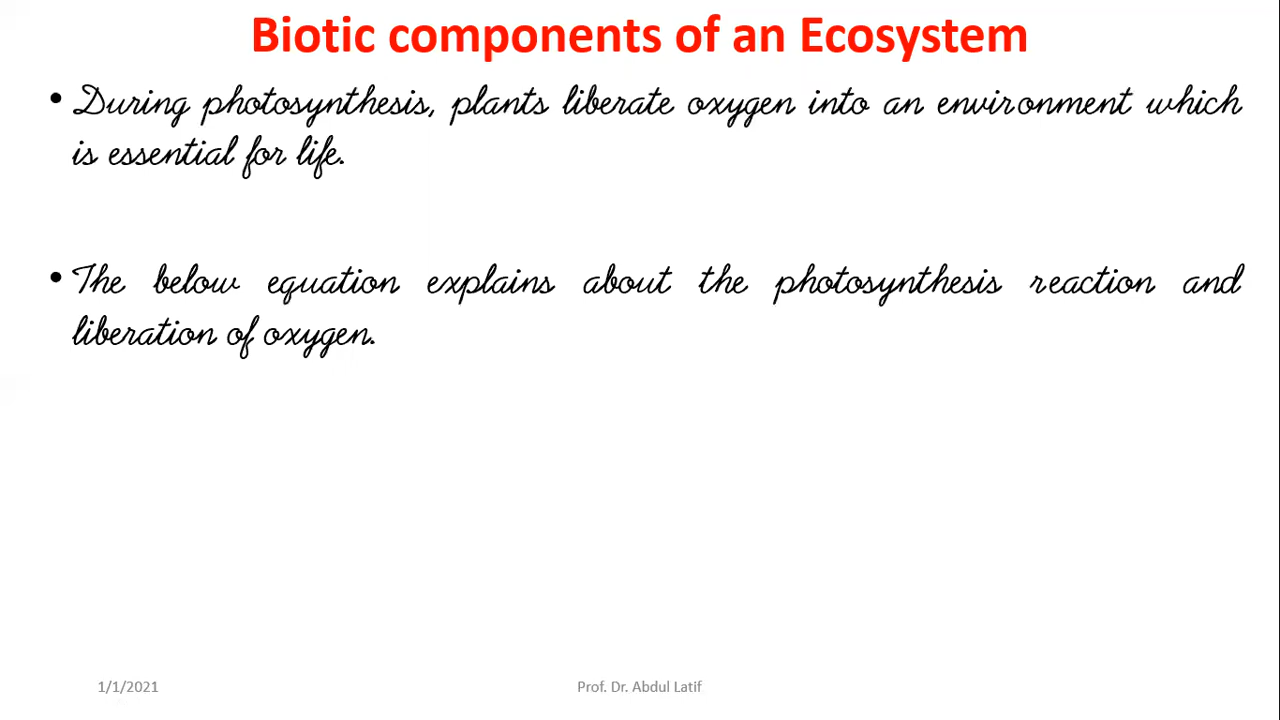 Biotic components of an Ecosystem
• During photosynthesis, plants liberate oxygen into an environment which
is essential for life.
• The below equation explains about the photosynthesis reaction and
liberation of oxygen.
1/1/2021
Prof. Dr. Abdul Latif